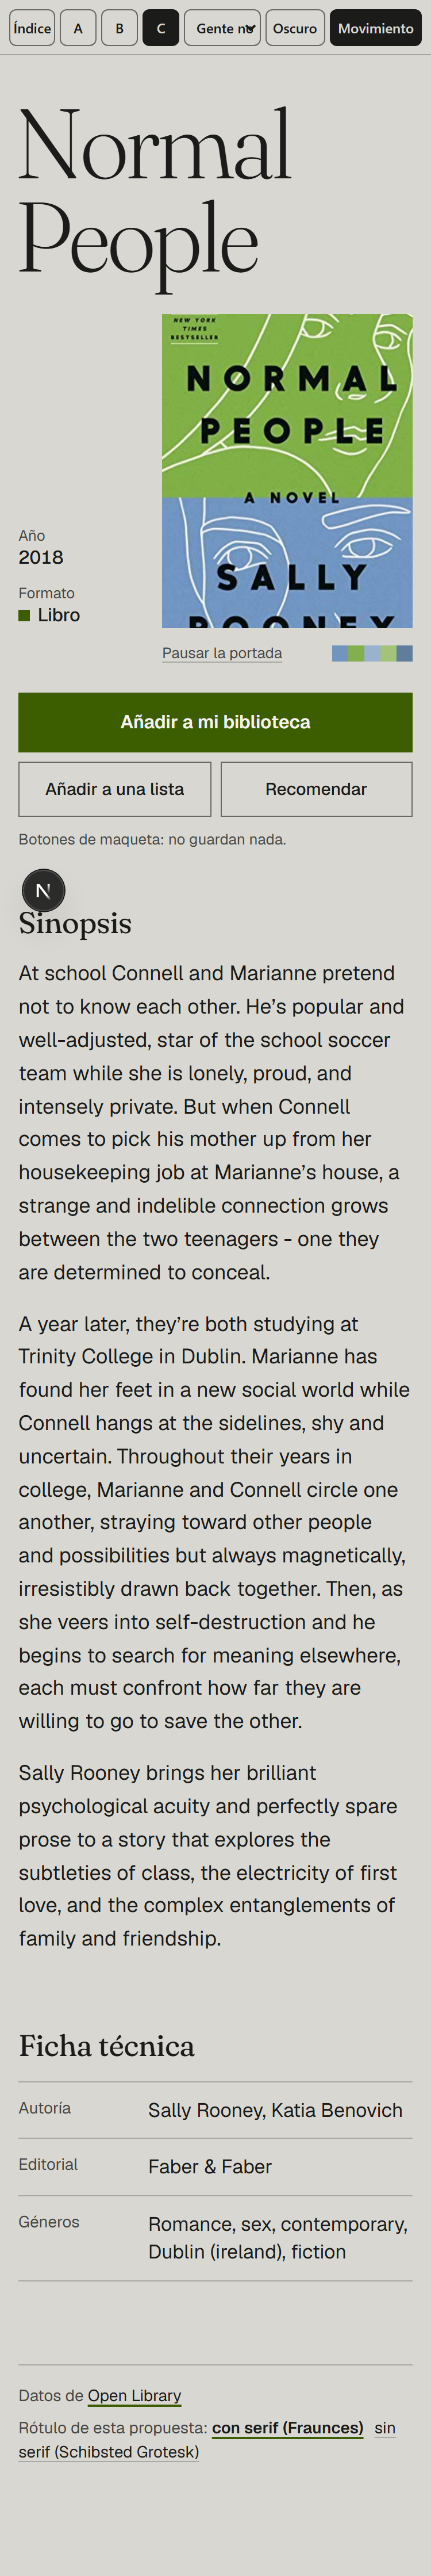 Índice A B C Gente no Oscuro Movimiento
Normal
People
NEW YORK
TIMES
BESTSELLER
NORMAL
PEOPLE
A NOVEL
SALLY
ROONEY
Año
2018
Formato
Libro
Pausar la portada
Añadir a mi biblioteca
Añadir a una lista Recomendar
Botones de maqueta: no guardan nada.
N
Sinopsis
At school Connell and Marianne pretend
not to know each other. He’s popular and
well-adjusted, star of the school soccer
team while she is lonely, proud, and
intensely private. But when Connell
comes to pick his mother up from her
housekeeping job at Marianne’s house, a
strange and indelible connection grows
between the two teenagers - one they
are determined to conceal.
A year later, they’re both studying at
Trinity College in Dublin. Marianne has
found her feet in a new social world while
Connell hangs at the sidelines, shy and
uncertain. Throughout their years in
college, Marianne and Connell circle one
another, straying toward other people
and possibilities but always magnetically,
irresistibly drawn back together. Then, as
she veers into self-destruction and he
begins to search for meaning elsewhere,
each must confront how far they are
willing to go to save the other.
Sally Rooney brings her brilliant
psychological acuity and perfectly spare
prose to a story that explores the
subtleties of class, the electricity of first
love, and the complex entanglements of
family and friendship.
Ficha técnica
Autoría Sally Rooney, Katia Benovich
Editorial Faber & Faber
Géneros Romance, sex, contemporary,
Dublin (ireland), fiction
Datos de Open Library
Rótulo de esta propuesta: con serif (Fraunces) sin
serif (Schibsted Grotesk)